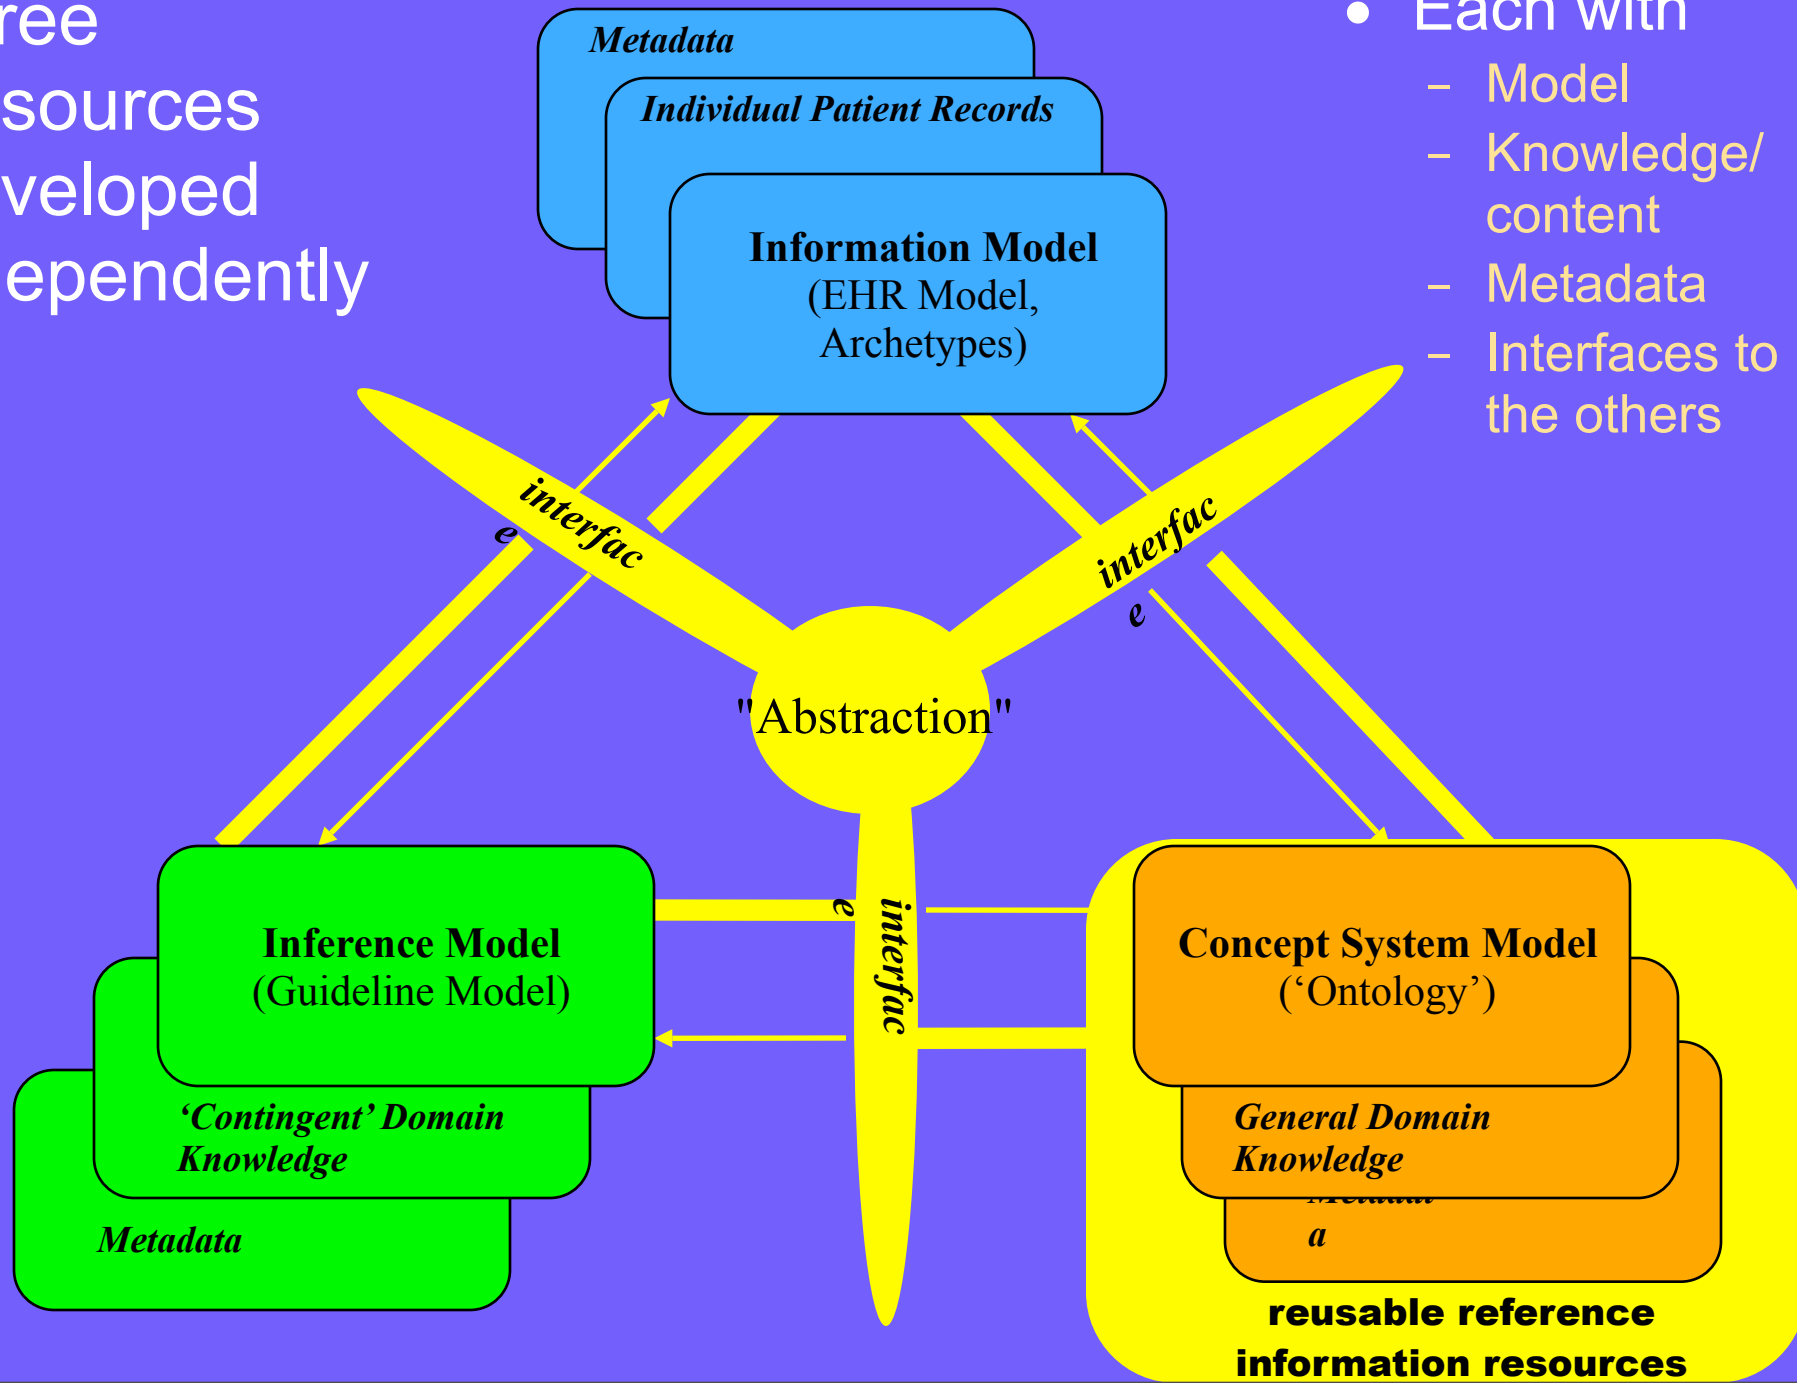 ree
sources
veloped
ependently
Metadata
Individual Patient Records
Information Model
(EHR Model,
Archetypes)
• Each with
– Model
– Knowledge/
content
– Metadata
– Interfaces to
the others
interfac
e
interfac
e
"Abstraction"
interfac
e
Inference Model
(Guideline Model)
‘Contingent’ Domain
Knowledge
Metadata
Concept System Model
(‘Ontology’)
General Domain
Knowledge
Metadat
a
reusable reference
information resources